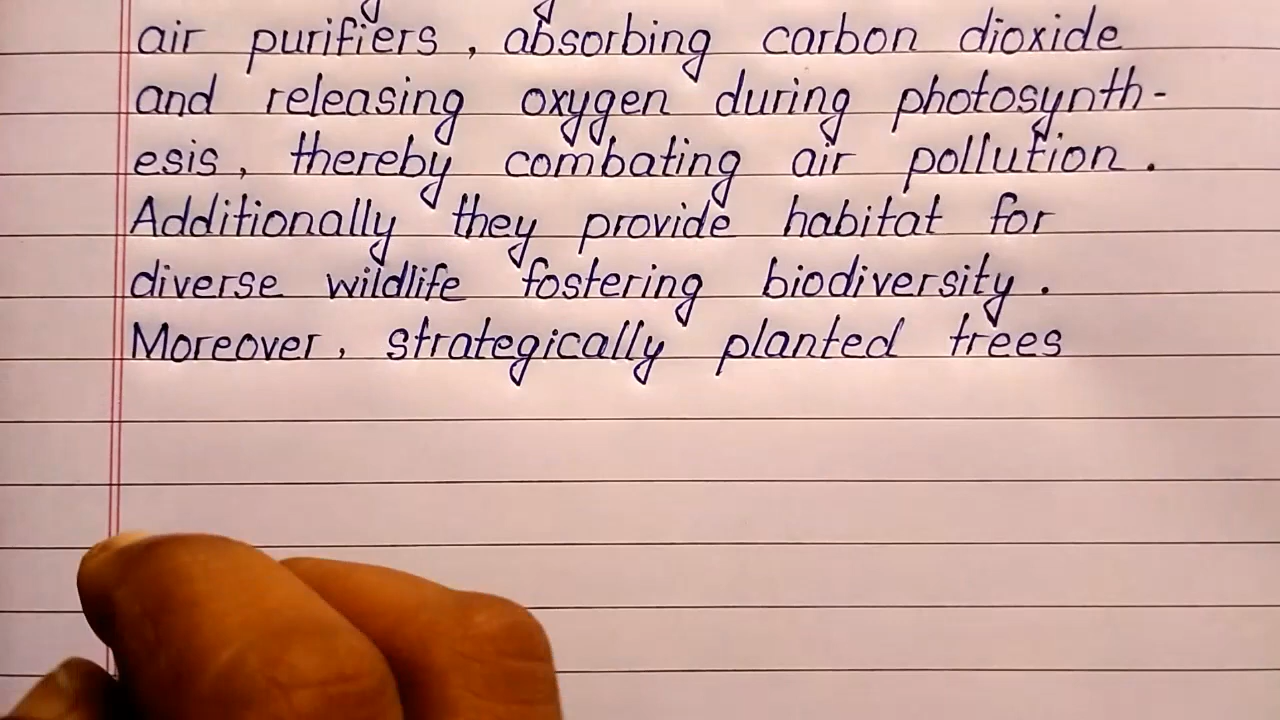 air purifiers, absorbing carbon dioxide
and releasing oxygen during photosynth-
esis, thereby combating air pollution.
Additionally they provide habitat for
diverse wildlife fostering biodiversity.
Moreover, strategically planted trees